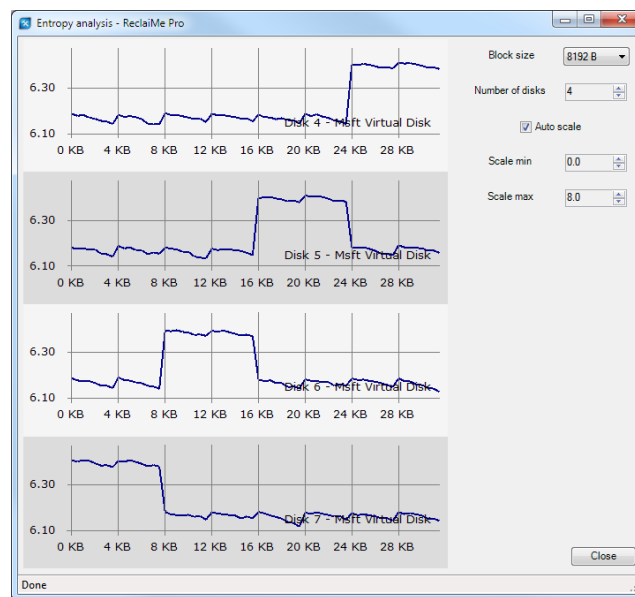 Entropy analysis - ReclaiMe Pro
6.30
6.10
Disk 4 - Msft Virtual Disk
0 KB 4 KB 8 KB 12 KB 16 KB 20 KB 24 KB 28 KB
6.30
6.10
Disk 5 - Msft Virtual Disk
0 KB 4 KB 8 KB 12 KB 16 KB 20 KB 24 KB 28 KB
6.30
6.10
Disk 6 - Msft Virtual Disk
0 KB 4 KB 8 KB 12 KB 16 KB 20 KB 24 KB 28 KB
6.30
6.10
Disk 7 - Msft Virtual Disk
0 KB 4 KB 8 KB 12 KB 16 KB 20 KB 24 KB 28 KB
Block size 8192 B
Number of disks 4
Auto scale
Scale min 0.0
Scale max 8.0
Close
Done